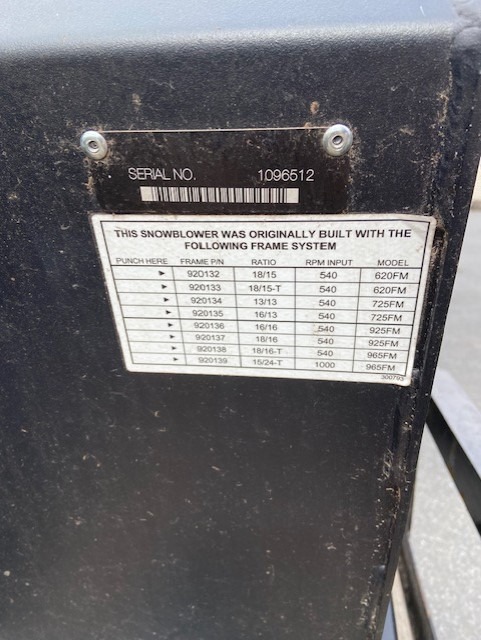 SERIAL NO. 1096512
THIS SNOWBLOWER WAS ORIGINALLY BUILT WITH THE
FOLLOWING FRAME SYSTEM
PUNCH HERE FRAME P/N RATIO RPM INPUT MODEL
► 920132 18/15 540 620FM
► 920133 18/15-T 540 620FM
► 920134 13/13 540 725FM
► 920135 16/13 540 725FM
► 920136 16/16 540 925FM
► 920137 18/16 540 925FM
► 920138 18/16-T 540 965FM
► 920139 15/24-T 1000 965FM
300793